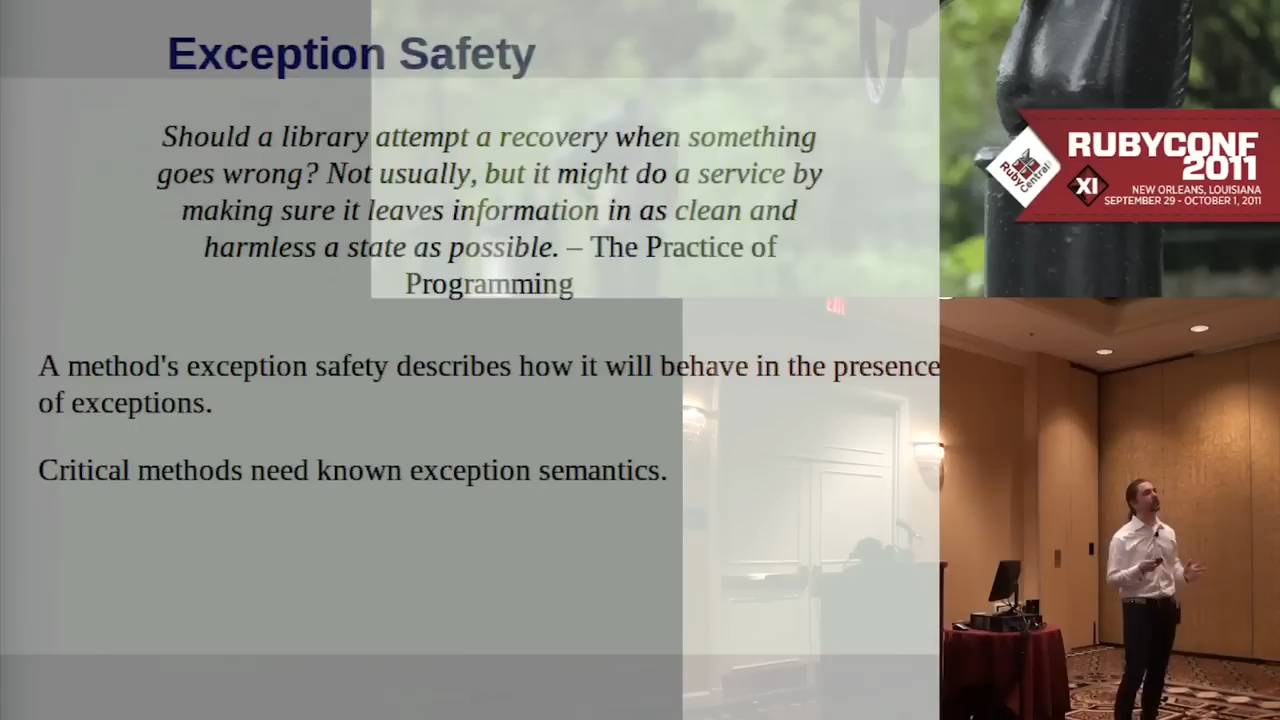 Exception Safety
Should a library attempt a recovery when something
goes wrong? Not usually, but it might do a service by
making sure it leaves information in as clean and
harmless a state as possible. – The Practice of
Programming
A method's exception safety describes how it will behave in the presence
of exceptions.
Critical methods need known exception semantics.
RubyCentral
XI
RUBYCONF
2011
NEW ORLEANS, LOUISIANA
SEPTEMBER 29 - OCTOBER 1, 2011
EXIT